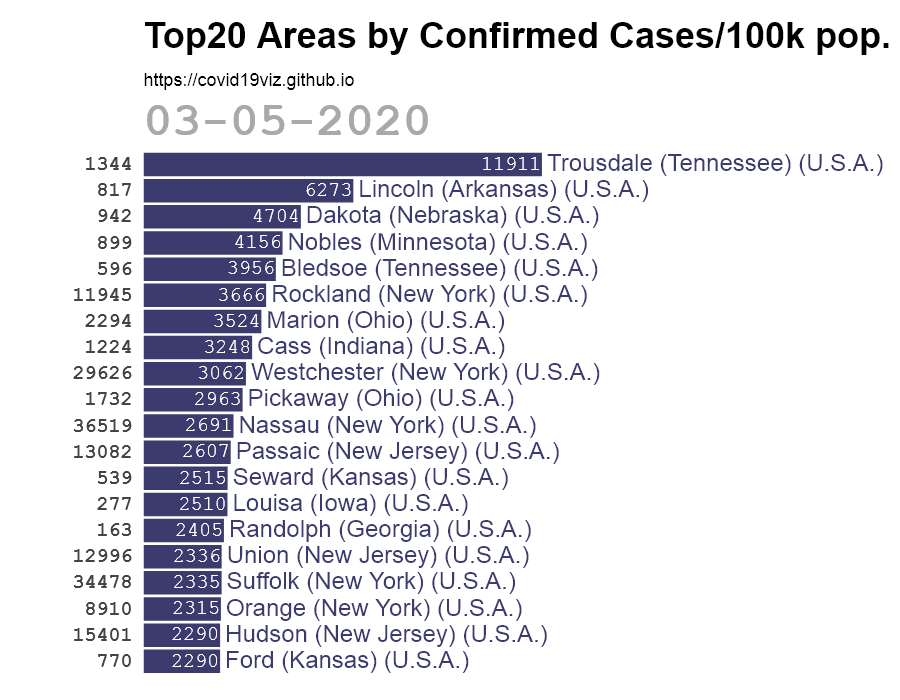 Top20 Areas by Confirmed Cases/100k pop.
https://covid19viz.github.io
03-05-2020
1344 11911 Trousdale (Tennessee) (U.S.A.)
817 6273 Lincoln (Arkansas) (U.S.A.)
942 4704 Dakota (Nebraska) (U.S.A.)
899 4156 Nobles (Minnesota) (U.S.A.)
596 3956 Bledsoe (Tennessee) (U.S.A.)
11945 3666 Rockland (New York) (U.S.A.)
2294 3524 Marion (Ohio) (U.S.A.)
1224 3248 Cass (Indiana) (U.S.A.)
29626 3062 Westchester (New York) (U.S.A.)
1732 2963 Pickaway (Ohio) (U.S.A.)
36519 2691 Nassau (New York) (U.S.A.)
13082 2607 Passaic (New Jersey) (U.S.A.)
539 2515 Seward (Kansas) (U.S.A.)
277 2510 Louisa (Iowa) (U.S.A.)
163 2405 Randolph (Georgia) (U.S.A.)
12996 2336 Union (New Jersey) (U.S.A.)
34478 2335 Suffolk (New York) (U.S.A.)
8910 2315 Orange (New York) (U.S.A.)
15401 2290 Hudson (New Jersey) (U.S.A.)
770 2290 Ford (Kansas) (U.S.A.)